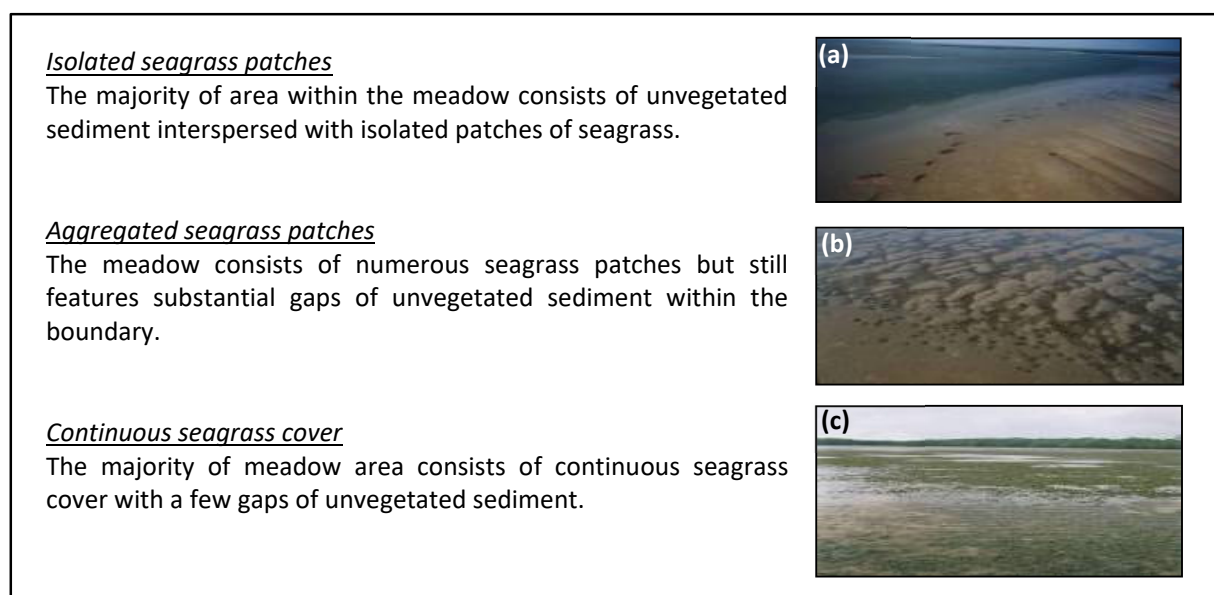 Isolated seagrass patches
The majority of area within the meadow consists of unvegetated
sediment interspersed with isolated patches of seagrass.
(a)
Aggregated seagrass patches
The meadow consists of numerous seagrass patches but still
features substantial gaps of unvegetated sediment within the
boundary.
(b)
Continuous seagrass cover
The majority of meadow area consists of continuous seagrass
cover with a few gaps of unvegetated sediment.
(c)